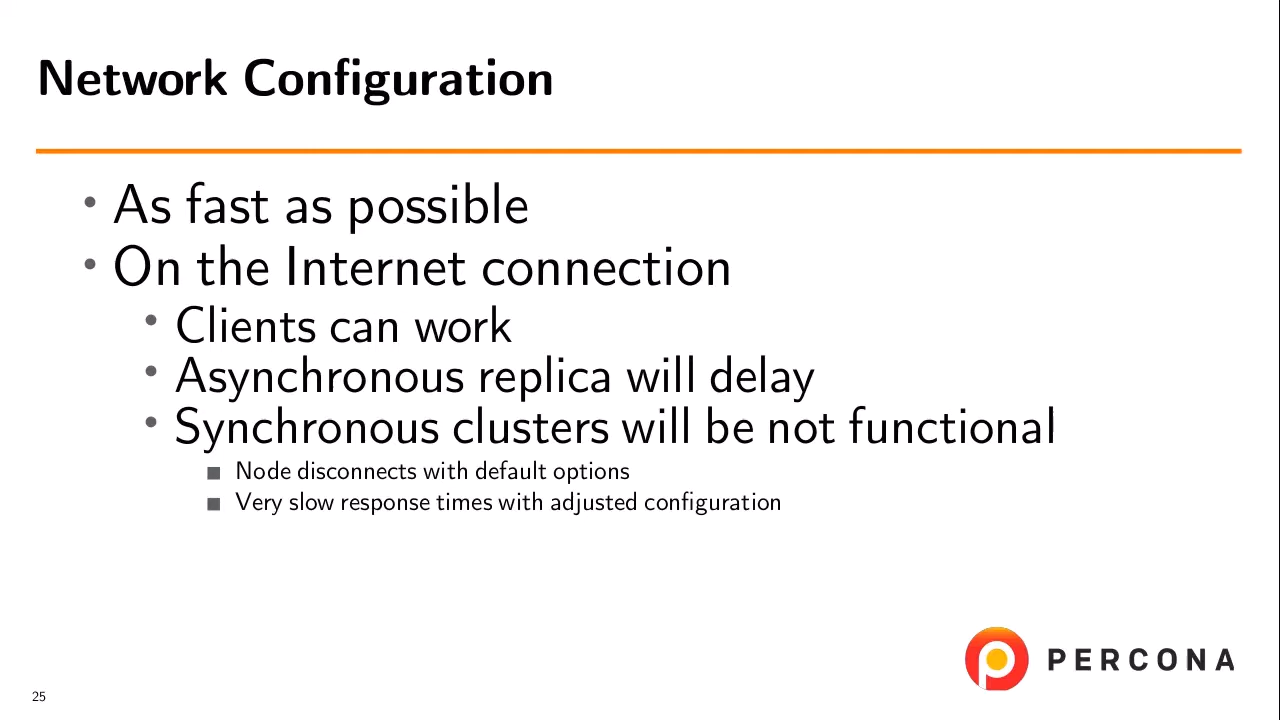 Network Configuration
• As fast as possible
• On the Internet connection
• Clients can work
• Asynchronous replica will delay
• Synchronous clusters will be not functional
■ Node disconnects with default options
■ Very slow response times with adjusted configuration
PERCONA
25